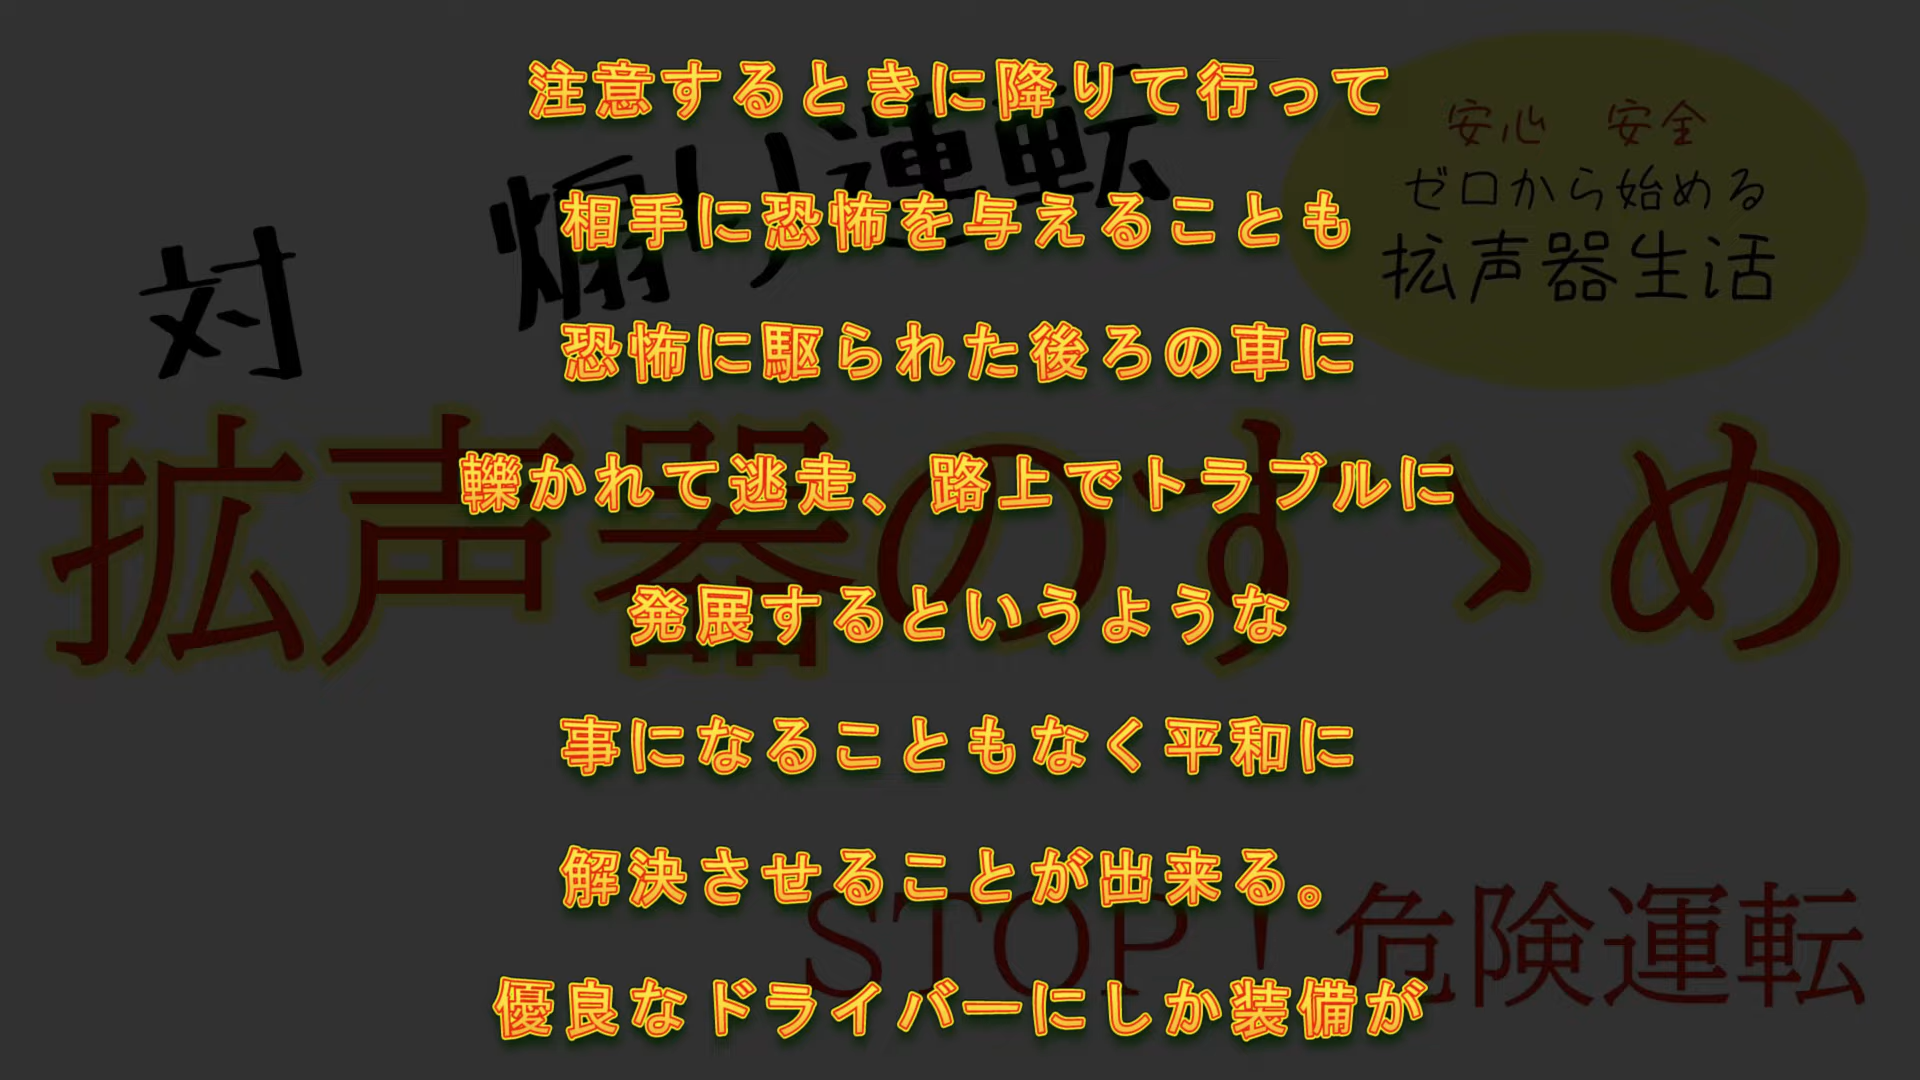 注意するときに降りて行って
相手に恐怖を与えることも
恐怖に駆られた後ろの車に
轢かれて逃走、路上でトラブルに
発展するというような
事になることもなく平和に
解決させることが出来る。
優良なドライバーにしか装備が
対 煽り運転
安心 安全
ゼロから始める
拡声器生活
拡声器のすゝめ
STOP！危険運転